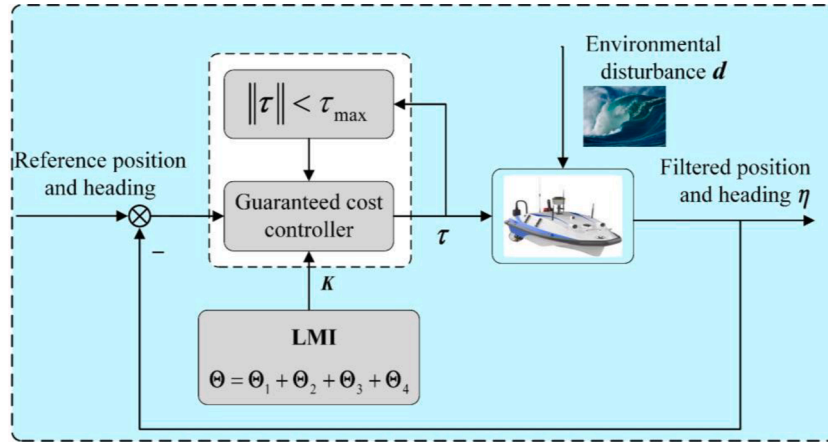 Environmental
disturbance d
‖τ‖ < τmax
Reference position
and heading
Filtered position
and heading η
Guaranteed cost
controller
τ
−
K
LMI
Θ = Θ1 + Θ2 + Θ3 + Θ4